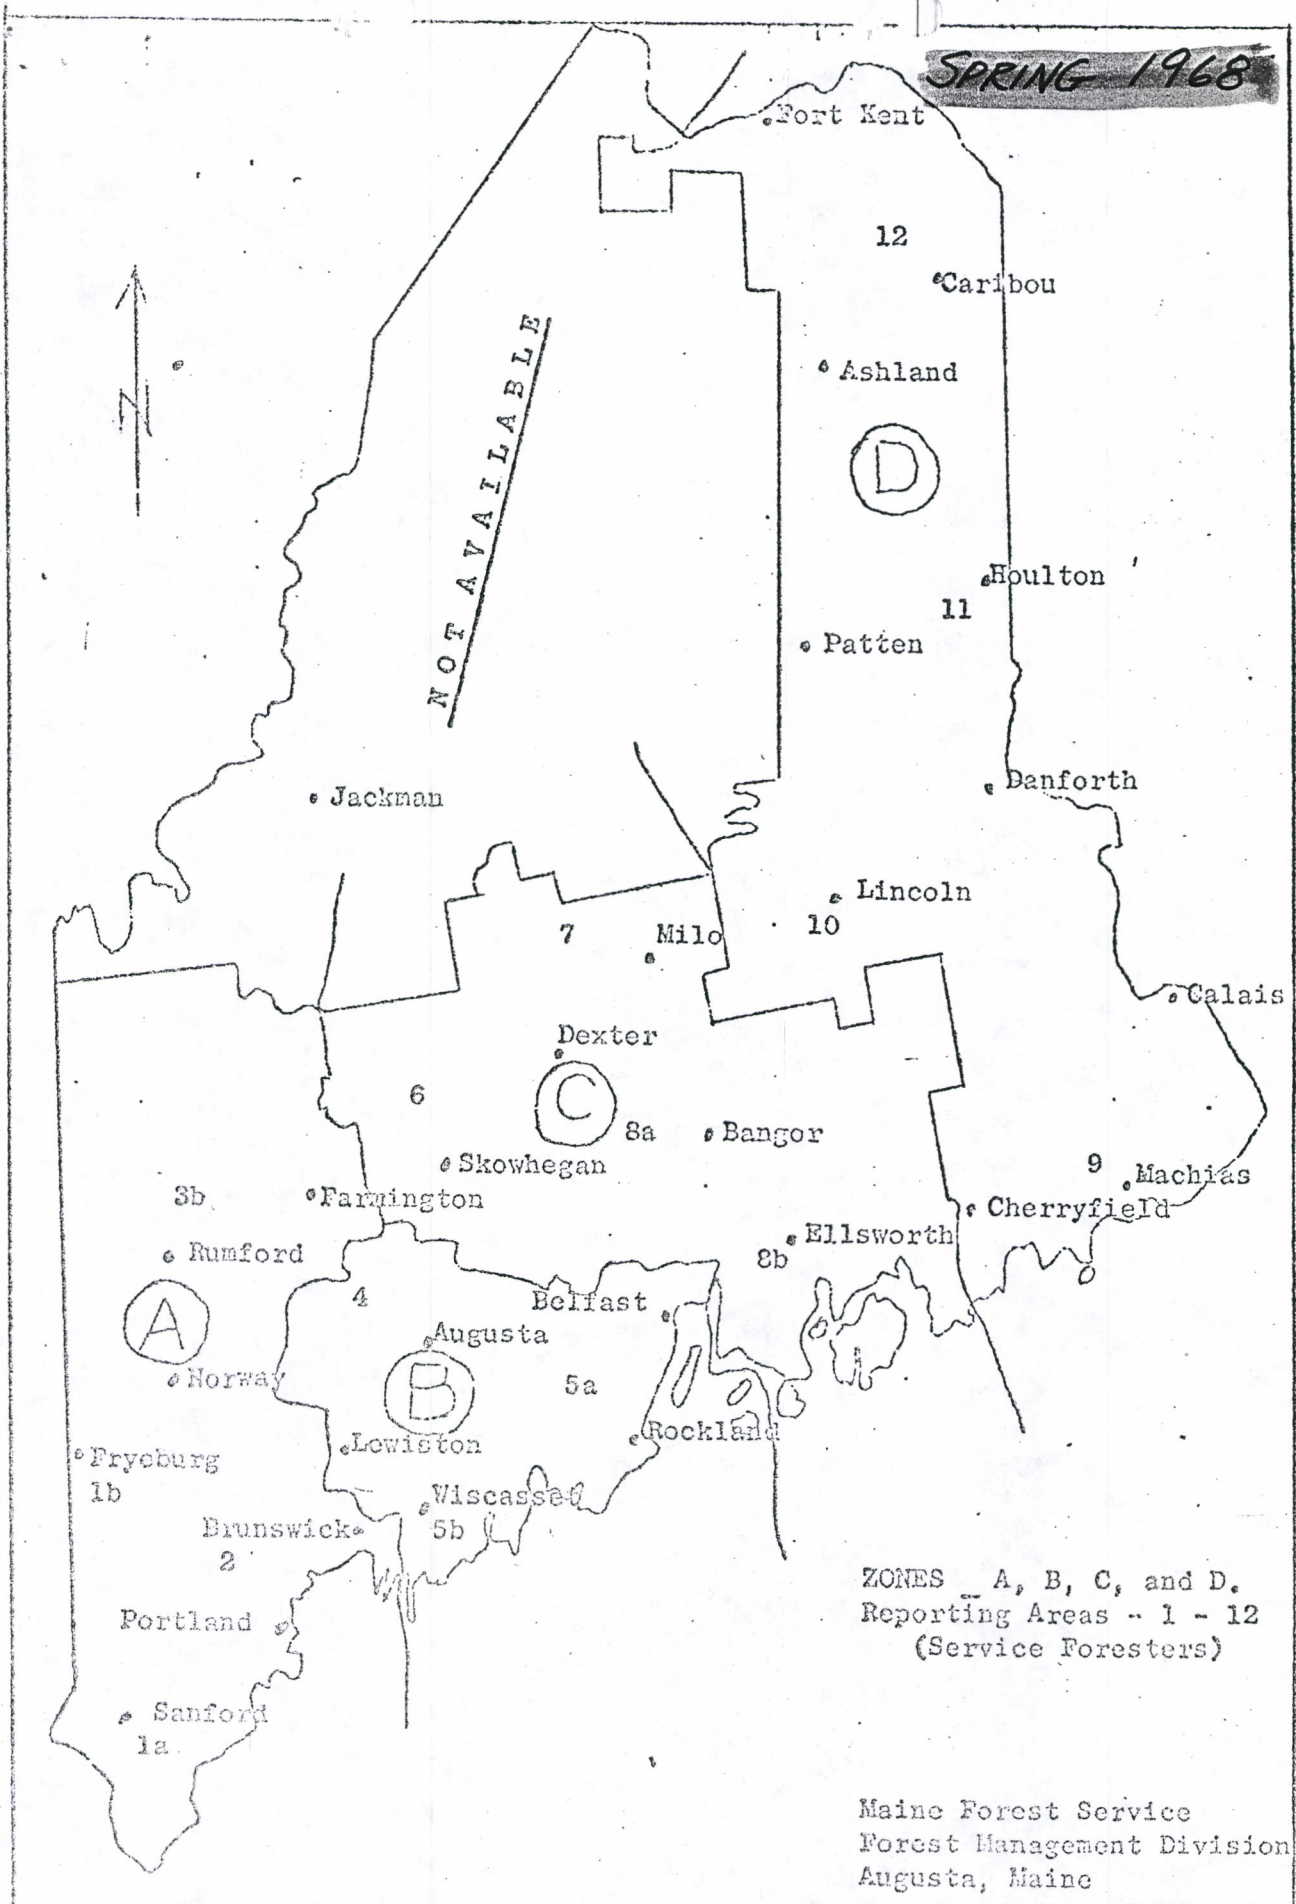 SPRING 1968
Fort Kent
12
Caribou
Ashland
N
NOT AVAILABLE
D
Houlton
11
Patten
Danforth
Jackman
Lincoln
10
7
Milo
Calais
Dexter
C
6
8a
Bangor
Skowhegan
9
Machias
3b
Farmington
Cherryfield
Rumford
Ellsworth
8b
4
Belfast
A
Augusta
Norway
B
5a
Rockland
Lewiston
Fryeburg
1b
Wiscasset
5b
Brunswick
2
ZONES _ A, B, C, and D.
Reporting Areas - 1 - 12
(Service Foresters)
Portland
Sanford
1a
Maine Forest Service
Forest Management Division
Augusta, Maine